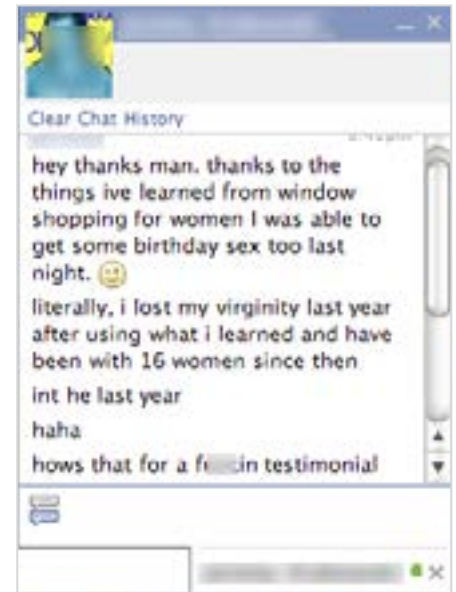 Clear Chat History
hey thanks man. thanks to the
things ive learned from window
shopping for women I was able to
get some birthday sex too last
night.
literally, i lost my virginity last year
after using what i learned and have
been with 16 women since then
int he last year
haha
hows that for a testimonial